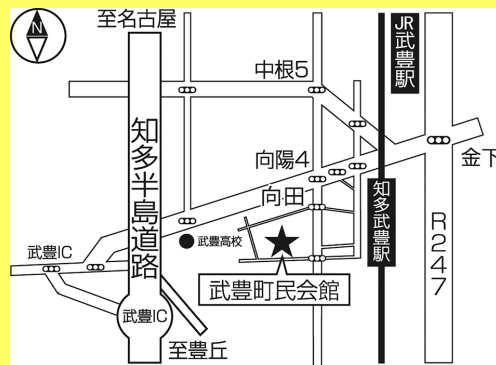 N
至名古屋
JR武豊駅
中根5
知多半島道路
向陽4
金下
向田
知多武豊駅
R247
武豊高校
武豊IC
武豊町民会館
武豊IC
至豊丘